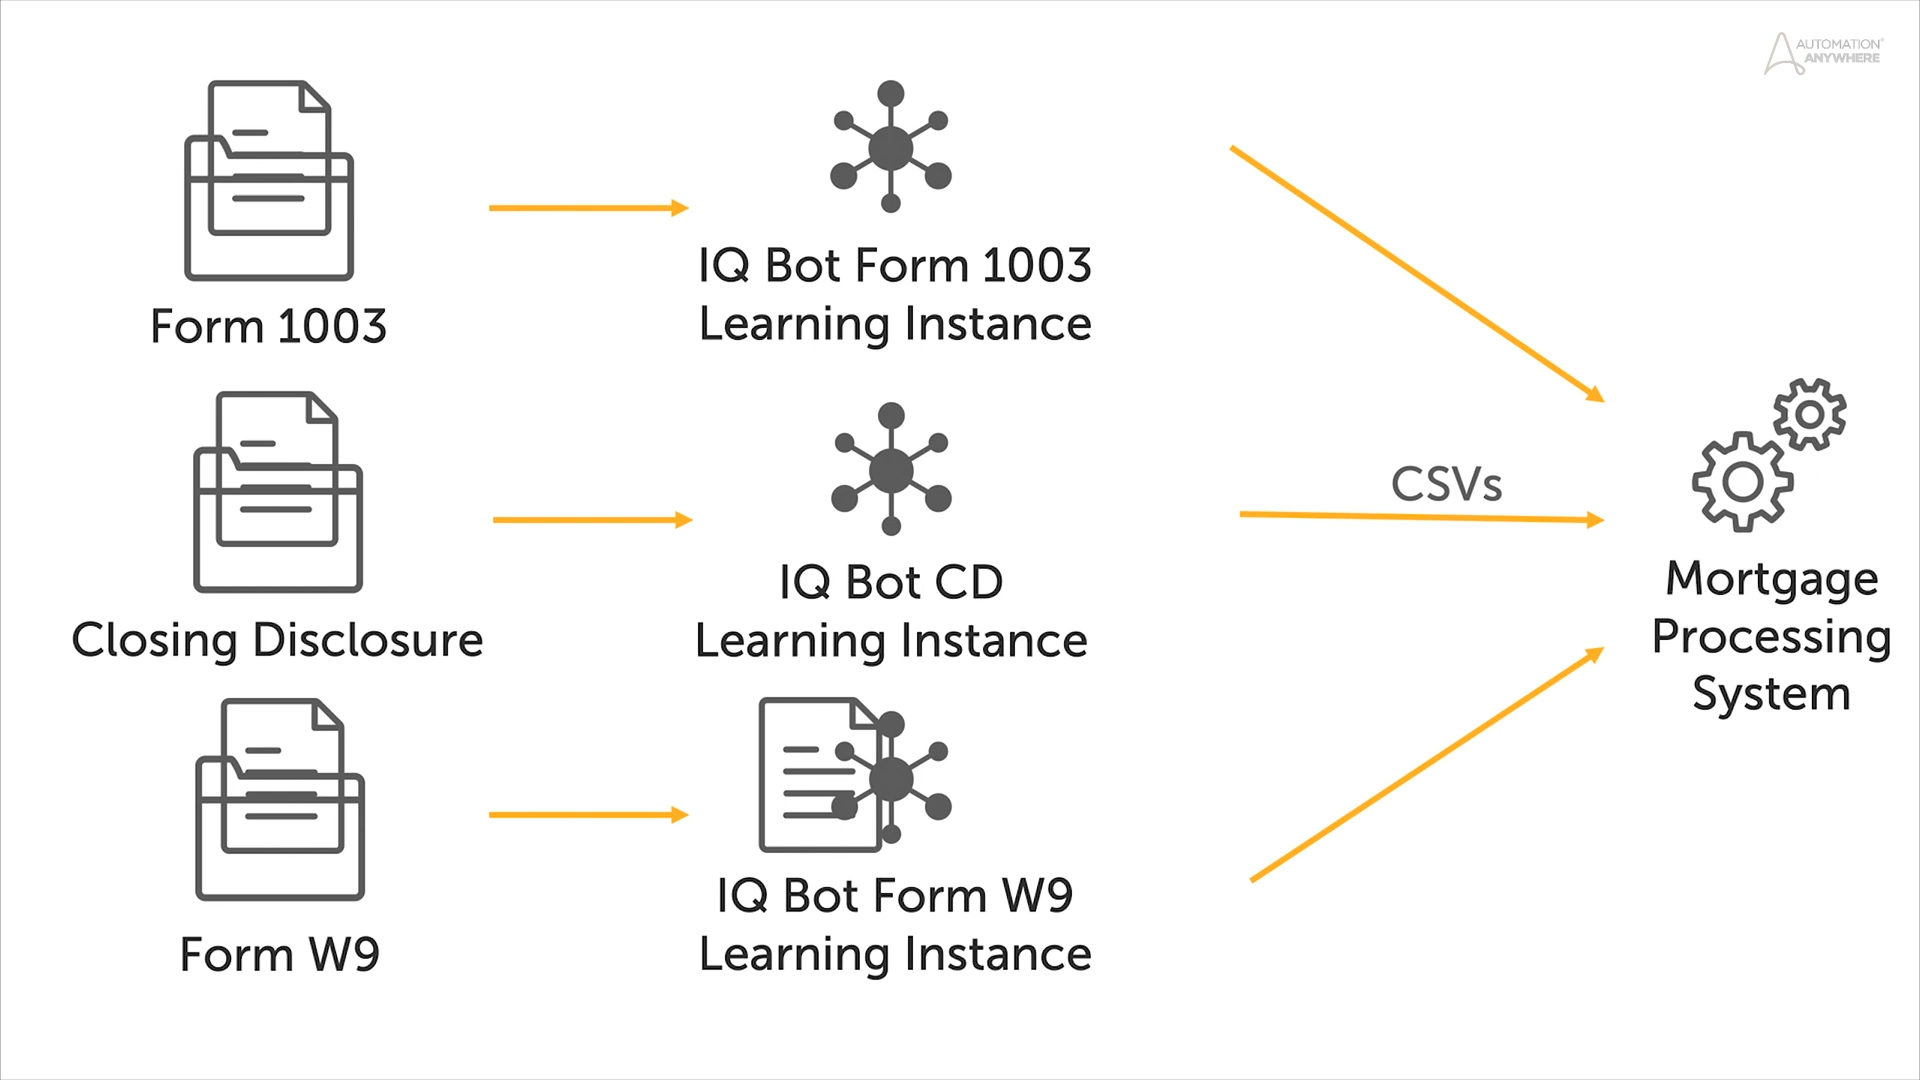 AUTOMATION
ANYWHERE
Form 1003
IQ Bot Form 1003
Learning Instance
Closing Disclosure
IQ Bot CD
Learning Instance
CSVs
Mortgage
Processing
System
Form W9
IQ Bot Form W9
Learning Instance